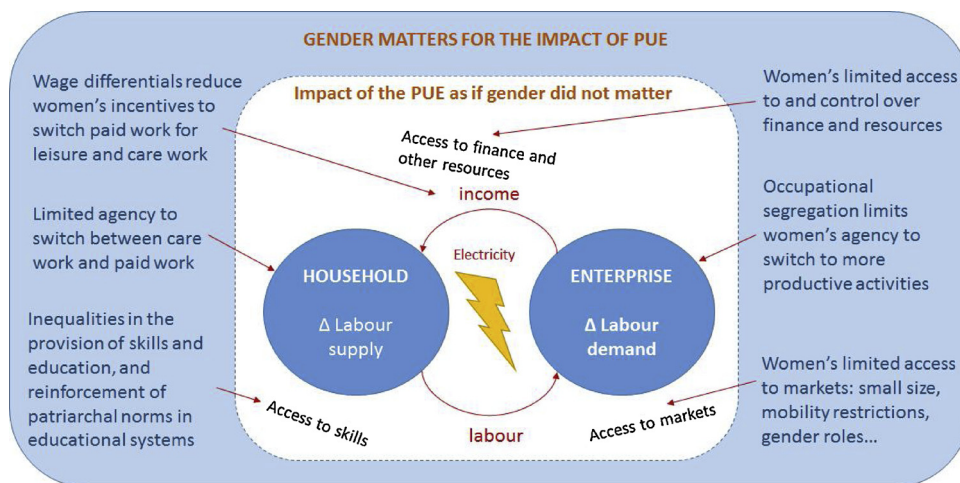 GENDER MATTERS FOR THE IMPACT OF PUE
Wage differentials reduce
women's incentives to
switch paid work for
leisure and care work
Limited agency to
switch between care
work and paid work
Inequalities in the
provision of skills and
education, and
reinforcement of
patriarchal norms in
educational systems
Impact of the PUE as if gender did not matter
Access to finance and
other resources
income
Electricity
HOUSEHOLD
Δ Labour
supply
ENTERPRISE
Δ Labour
demand
labour
Access to skills
Access to markets
Women's limited access
to and control over
finance and resources
Occupational
segregation limits
women's agency to
switch to more
productive activities
Women's limited access
to markets: small size,
mobility restrictions,
gender roles...